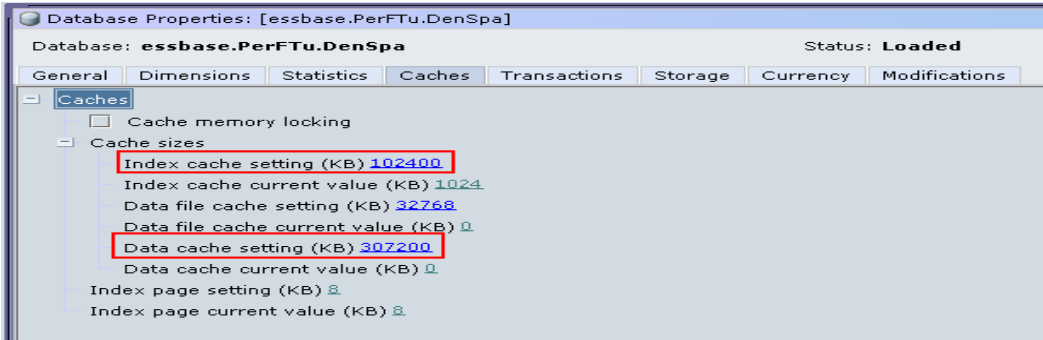 Database Properties: [essbase.PerFTu.DenSpa]
Database: essbase.PerFTu.DenSpa Status: Loaded
General Dimensions Statistics Caches Transactions Storage Currency Modifications
Caches
Cache memory locking
Cache sizes
Index cache setting (KB) 102400
Index cache current value (KB) 1024
Data file cache setting (KB) 32768
Data file cache current value (KB) 0
Data cache setting (KB) 307200
Data cache current value (KB) 0
Index page setting (KB) 8
Index page current value (KB) 8